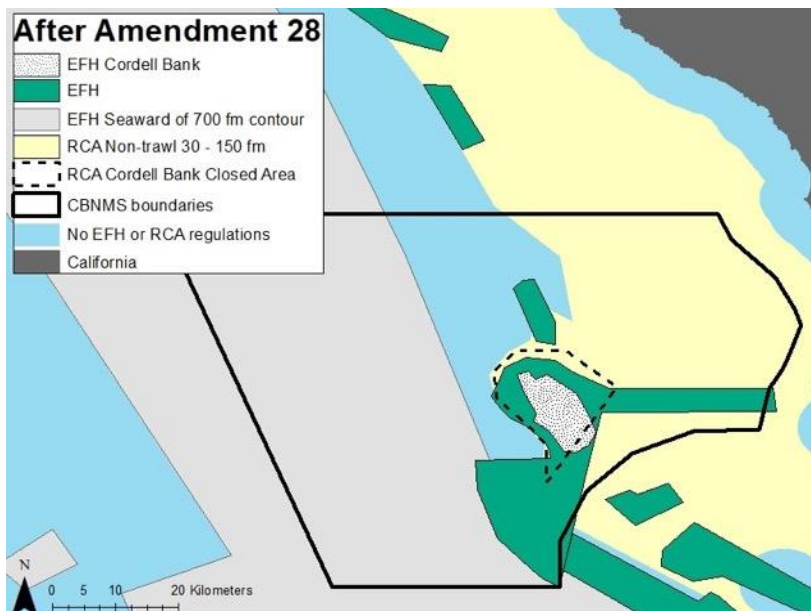 After Amendment 28
EFH Cordell Bank
EFH
EFH Seaward of 700 fm contour
RCA Non-trawl 30 - 150 fm
RCA Cordell Bank Closed Area
CBNMS boundaries
No EFH or RCA regulations
California
N
0 5 10 20 Kilometers